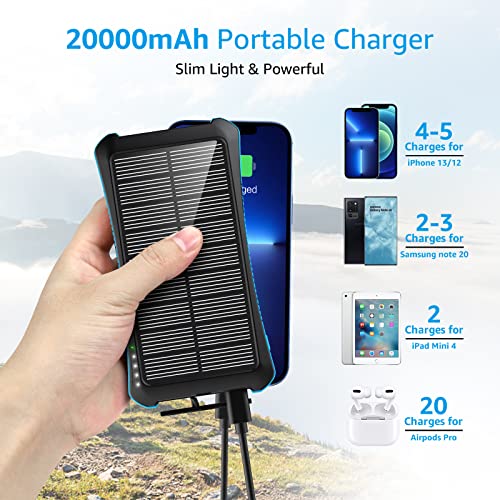 20000mAh Portable Charger
Slim Light & Powerful
4-5
Charges for
iPhone 13/12
2-3
Charges for
Samsung note 20
2
Charges for
iPad Mini 4
20
Charges for
Airpods Pro